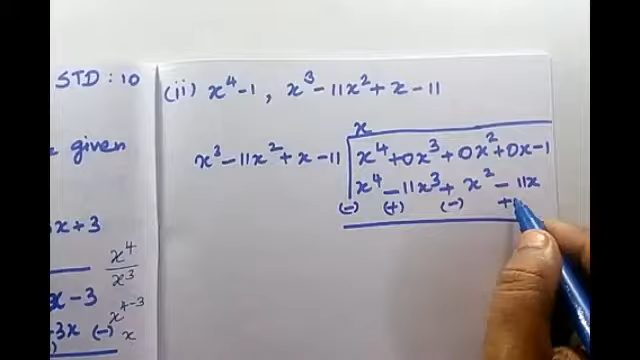 STD : 10
given
x + 3
x⁴
x³
x - 3
x⁴⁻³
3x (-) x
(ii) x⁴ - 1 , x³ - 11x² + x - 11
x
x³ - 11x² + x - 11 x⁴ + 0x³ + 0x² + 0x - 1
x⁴ - 11x³ + x² - 11x
(-) (+) (-) +